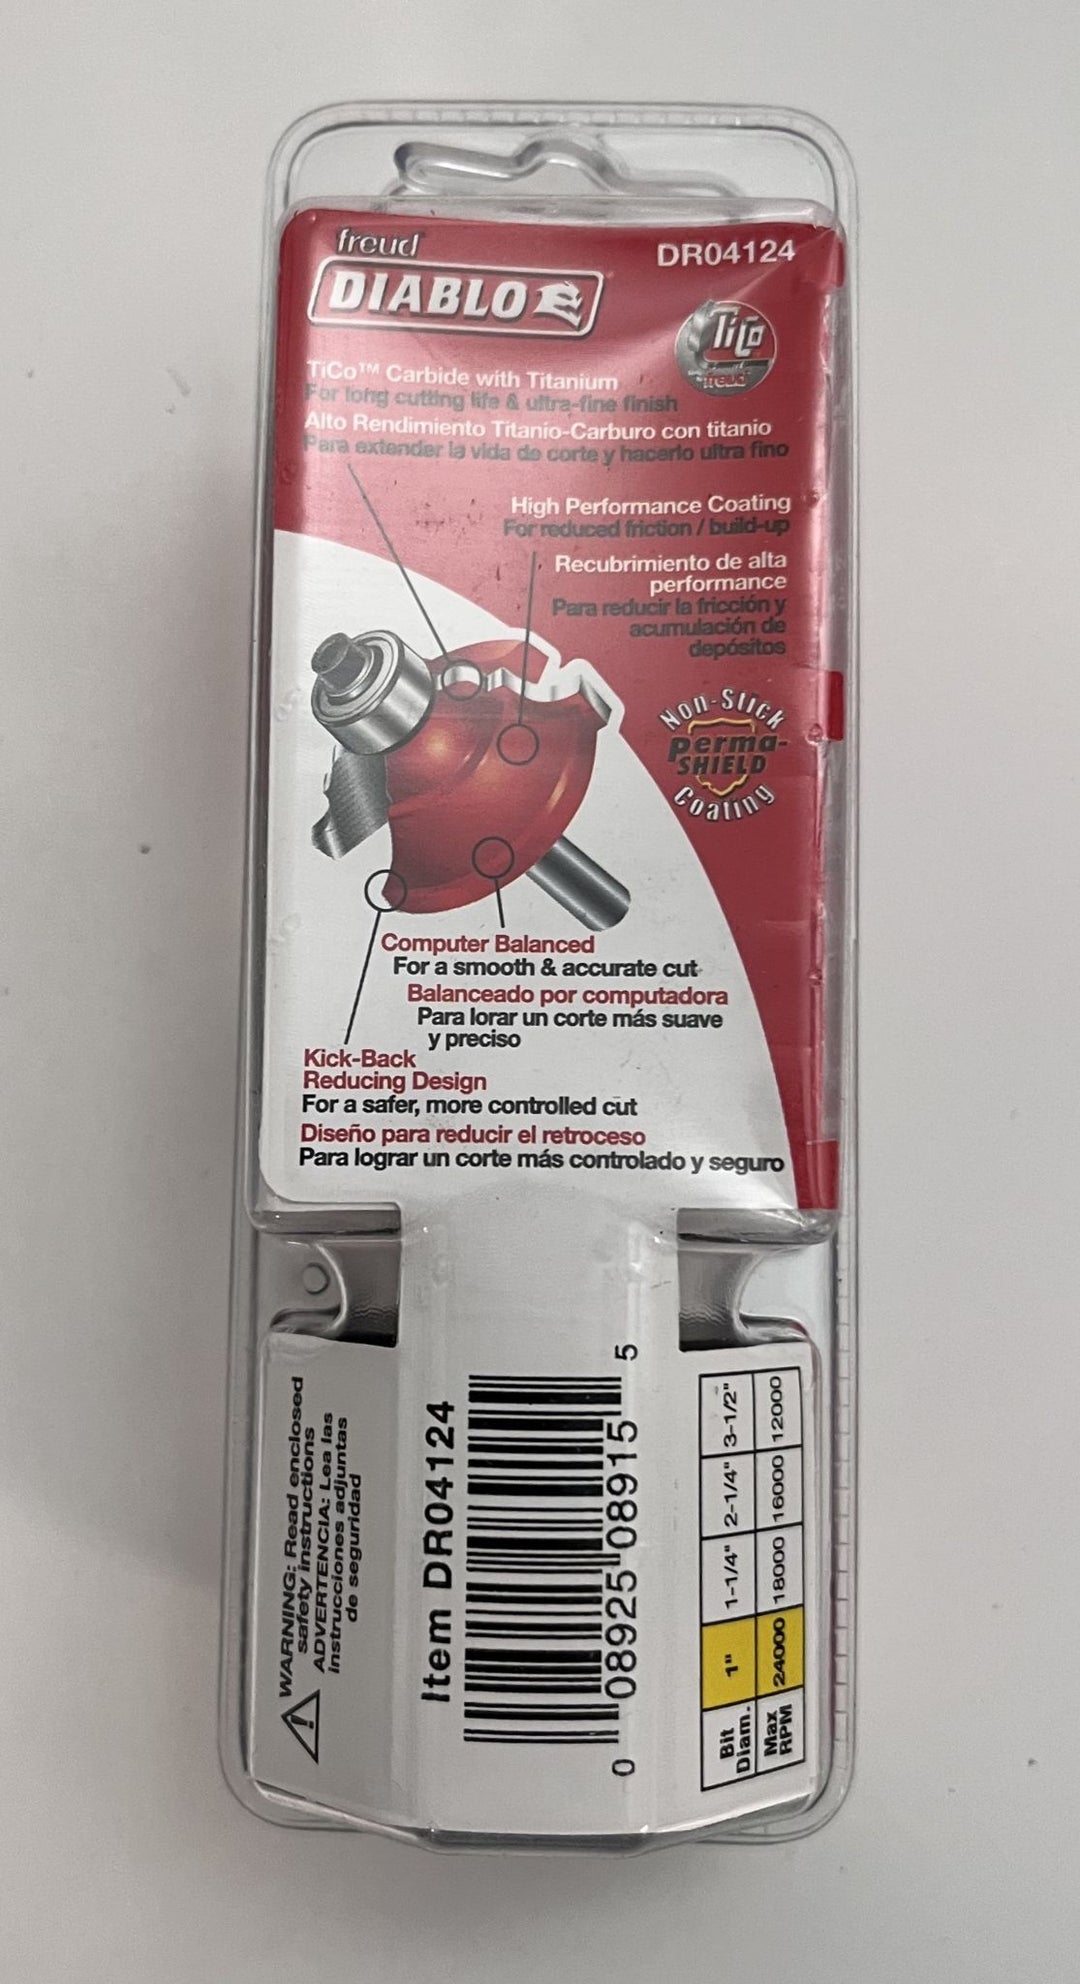 freud
DIABLO
DR04124
TiCo
freud
TiCo™ Carbide with Titanium
For long cutting life & ultra-fine finish
Alto Rendimiento Titanio-Carburo con titanio
Para extender la vida de corte y hacerlo ultra fino
High Performance Coating
For reduced friction / build-up
Recubrimiento de alta
performance
Para reducir la fricción y
acumulación de
depósitos
Non-Stick
Perma-
SHIELD
Coating
Computer Balanced
For a smooth & accurate cut
Balanceado por computadora
Para lorar un corte más suave
y preciso
Kick-Back
Reducing Design
For a safer, more controlled cut
Diseño para reducir el retroceso
Para lograr un corte más controlado y seguro
WARNING: Read enclosed
safety instructions
ADVERTENCIA: Lea las
instrucciones adjuntas
de seguridad
Item DR04124
0 08925 08915 5
Bit Diam. 1" 1-1/4" 2-1/4" 3-1/2"
Max RPM 24000 18000 16000 12000